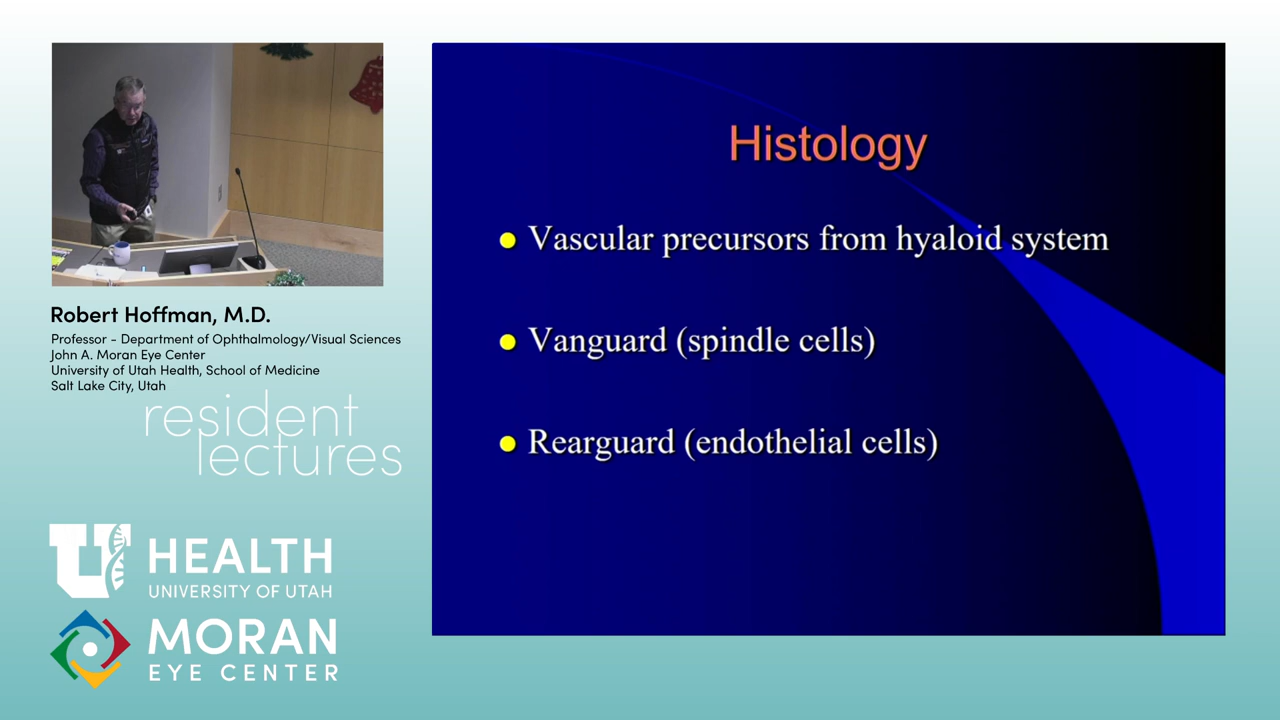 Histology
Vascular precursors from hyaloid system
Vanguard (spindle cells)
Rearguard (endothelial cells)
Robert Hoffman, M.D.
Professor - Department of Ophthalmology/Visual Sciences
John A. Moran Eye Center
University of Utah Health, School of Medicine
Salt Lake City, Utah
resident
lectures
U HEALTH
UNIVERSITY OF UTAH
MORAN
EYE CENTER